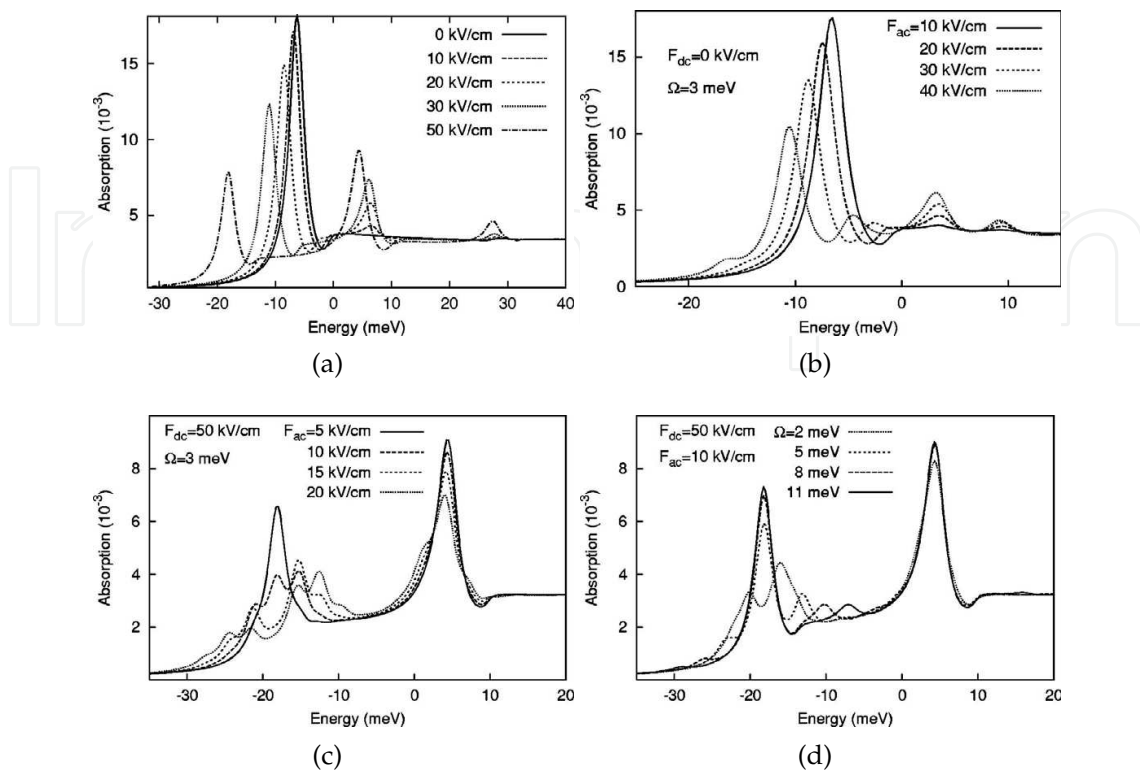 0 kV/cm
10 kV/cm
20 kV/cm
30 kV/cm
50 kV/cm
Absorption (10⁻³)
15
10
5
-30 -20 -10 0 10 20 30 40
Energy (meV)
(a)
F_dc=0 kV/cm
Ω=3 meV
F_ac=10 kV/cm
20 kV/cm
30 kV/cm
40 kV/cm
Absorption (10⁻³)
15
10
5
0
-20 -10 0 10
Energy (meV)
(b)
F_dc=50 kV/cm
Ω=3 meV
F_ac=5 kV/cm
10 kV/cm
15 kV/cm
20 kV/cm
Absorption (10⁻³)
8
6
4
2
-30 -20 -10 0 10 20
Energy (meV)
(c)
F_dc=50 kV/cm
F_ac=10 kV/cm
Ω=2 meV
5 meV
8 meV
11 meV
Absorption (10⁻³)
8
6
4
2
-30 -20 -10 0 10 20
Energy (meV)
(d)